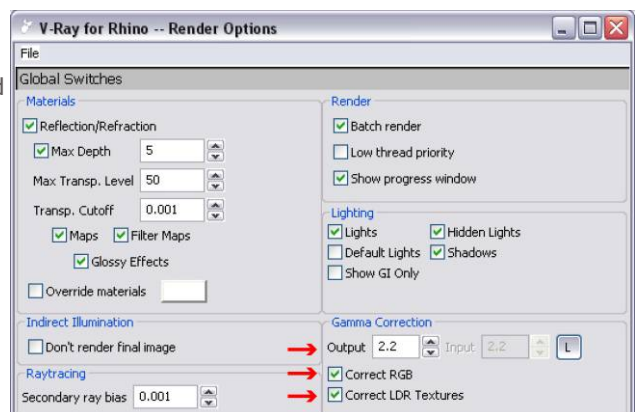 V-Ray for Rhino -- Render Options
File
Global Switches
Materials
Reflection/Refraction
Max Depth 5
Max Transp. Level 50
Transp. Cutoff 0.001
Maps Filter Maps
Glossy Effects
Override materials
Indirect Illumination
Don't render final image
Raytracing
Secondary ray bias 0.001
Render
Batch render
Low thread priority
Show progress window
Lighting
Lights Hidden Lights
Default Lights Shadows
Show GI Only
Gamma Correction
Output 2.2 Input 2.2 L
Correct RGB
Correct LDR Textures